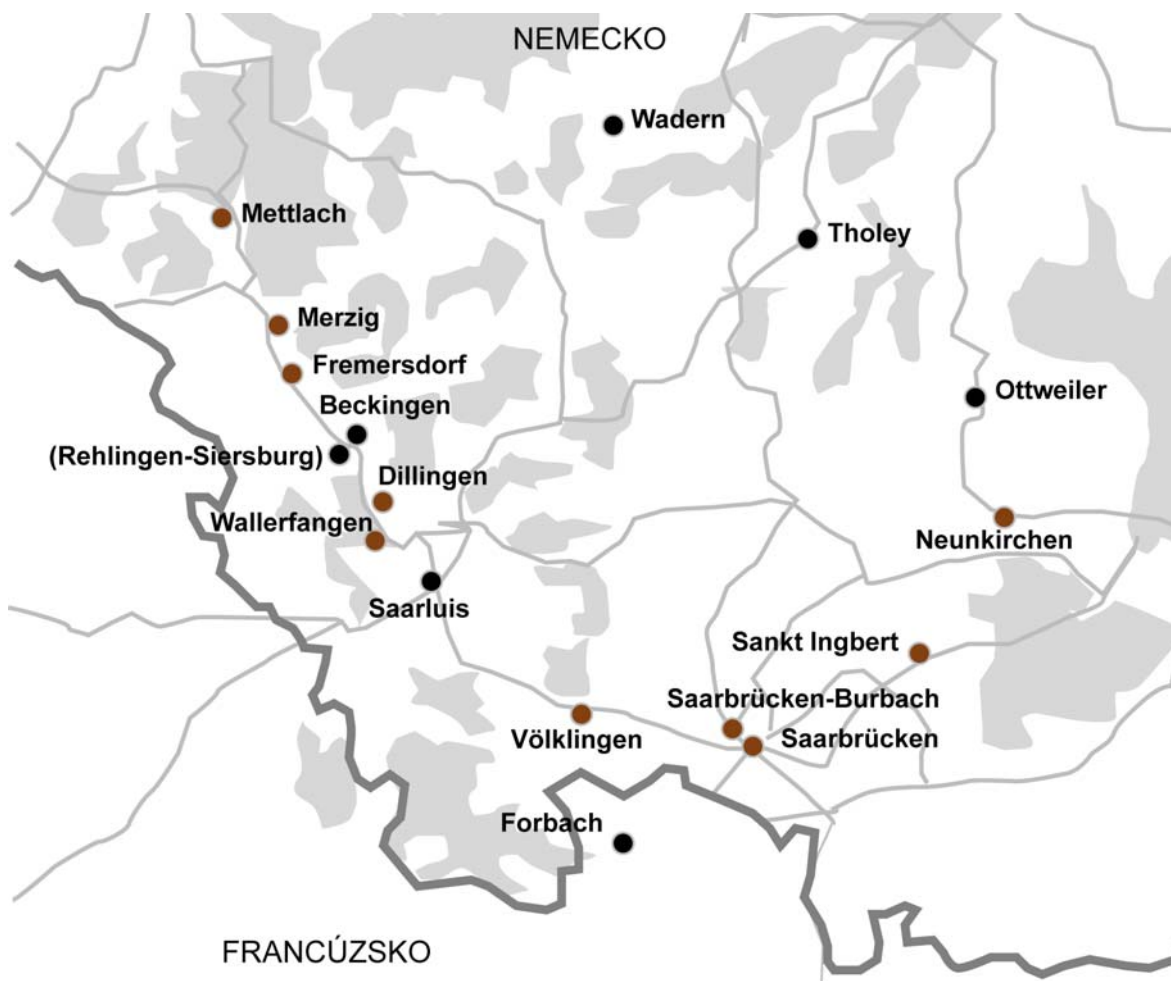 NEMECKO
Wadern
Mettlach
Tholey
Merzig
Fremersdorf
Beckingen
Ottweiler
(Rehlingen-Siersburg)
Dillingen
Wallerfangen
Neunkirchen
Saarluis
Sankt Ingbert
Saarbrücken-Burbach
Völklingen
Saarbrücken
Forbach
FRANCÚZSKO